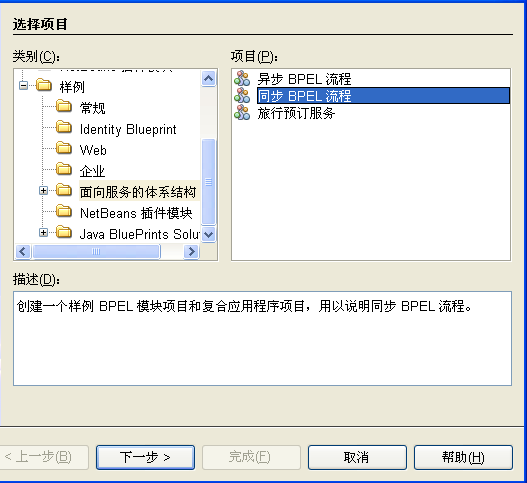 选择项目
类别(C):
项目(P):
样例
常规
Identity Blueprint
Web
企业
面向服务的体系结构
NetBeans 插件模块
Java BluePrints Solu
异步 BPEL 流程
同步 BPEL 流程
旅行预订服务
描述(D):
创建一个样例 BPEL 模块项目和复合应用程序项目，用以说明同步 BPEL 流程。
< 上一步(B)
下一步 >
完成(F)
取消
帮助(H)